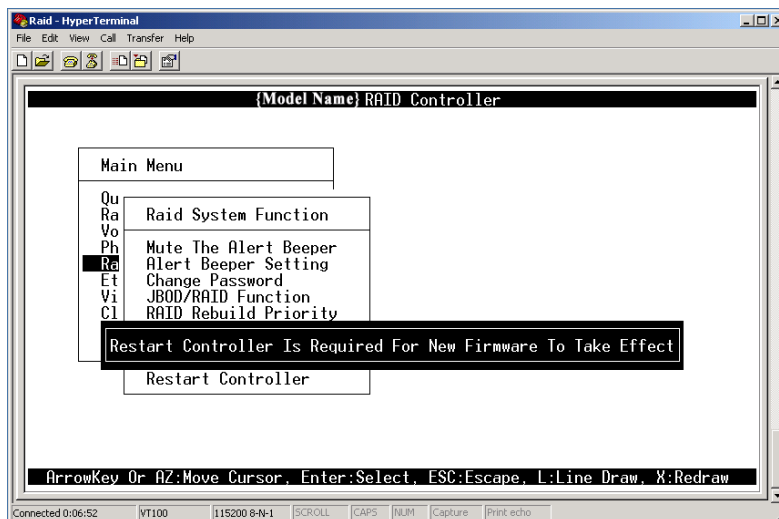 Raid - HyperTerminal
File Edit View Call Transfer Help
{Model Name} RAID Controller
Main Menu
Qu
Ra
Raid System Function
Vo
Ph
Mute The Alert Beeper
Ra
Alert Beeper Setting
Et
Change Password
Vi
JBOD/RAID Function
Cl
RAID Rebuild Priority
Restart Controller Is Required For New Firmware To Take Effect
Restart Controller
ArrowKey Or AZ:Move Cursor, Enter:Select, ESC:Escape, L:Line Draw, X:Redraw
Connected 0:06:52 VT100 115200 8-N-1 SCROLL CAPS NUM Capture Print echo